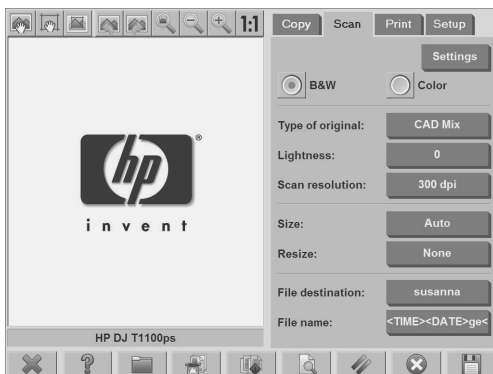 1:1
Copy Scan Print Setup
Settings
B&W Color
Type of original: CAD Mix
Lightness: 0
Scan resolution: 300 dpi
Size: Auto
Resize: None
File destination: susanna
File name: <TIME><DATE>ge<
hp ®
invent
HP DJ T1100ps
?